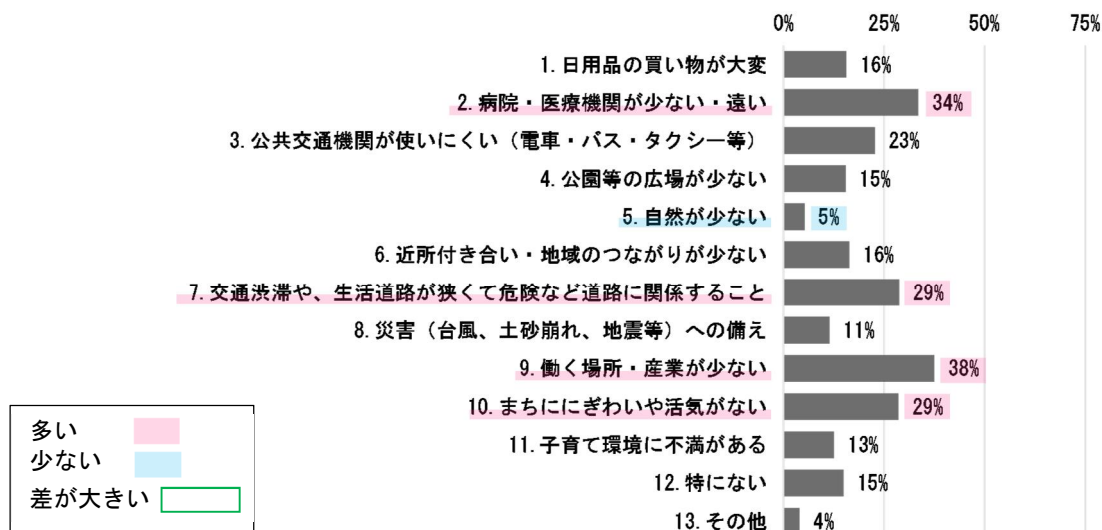 0% 25% 50% 75%
1. 日用品の買い物が大変 16%
2. 病院・医療機関が少ない・遠い 34%
3. 公共交通機関が使いにくい（電車・バス・タクシー等） 23%
4. 公園等の広場が少ない 15%
5. 自然が少ない 5%
6. 近所付き合い・地域のつながりが少ない 16%
7. 交通渋滞や、生活道路が狭くて危険など道路に関係すること 29%
8. 災害（台風、土砂崩れ、地震等）への備え 11%
9. 働く場所・産業が少ない 38%
10. まちににぎわいや活気がない 29%
11. 子育て環境に不満がある 13%
12. 特にない 15%
13. その他 4%
多い
少ない
差が大きい